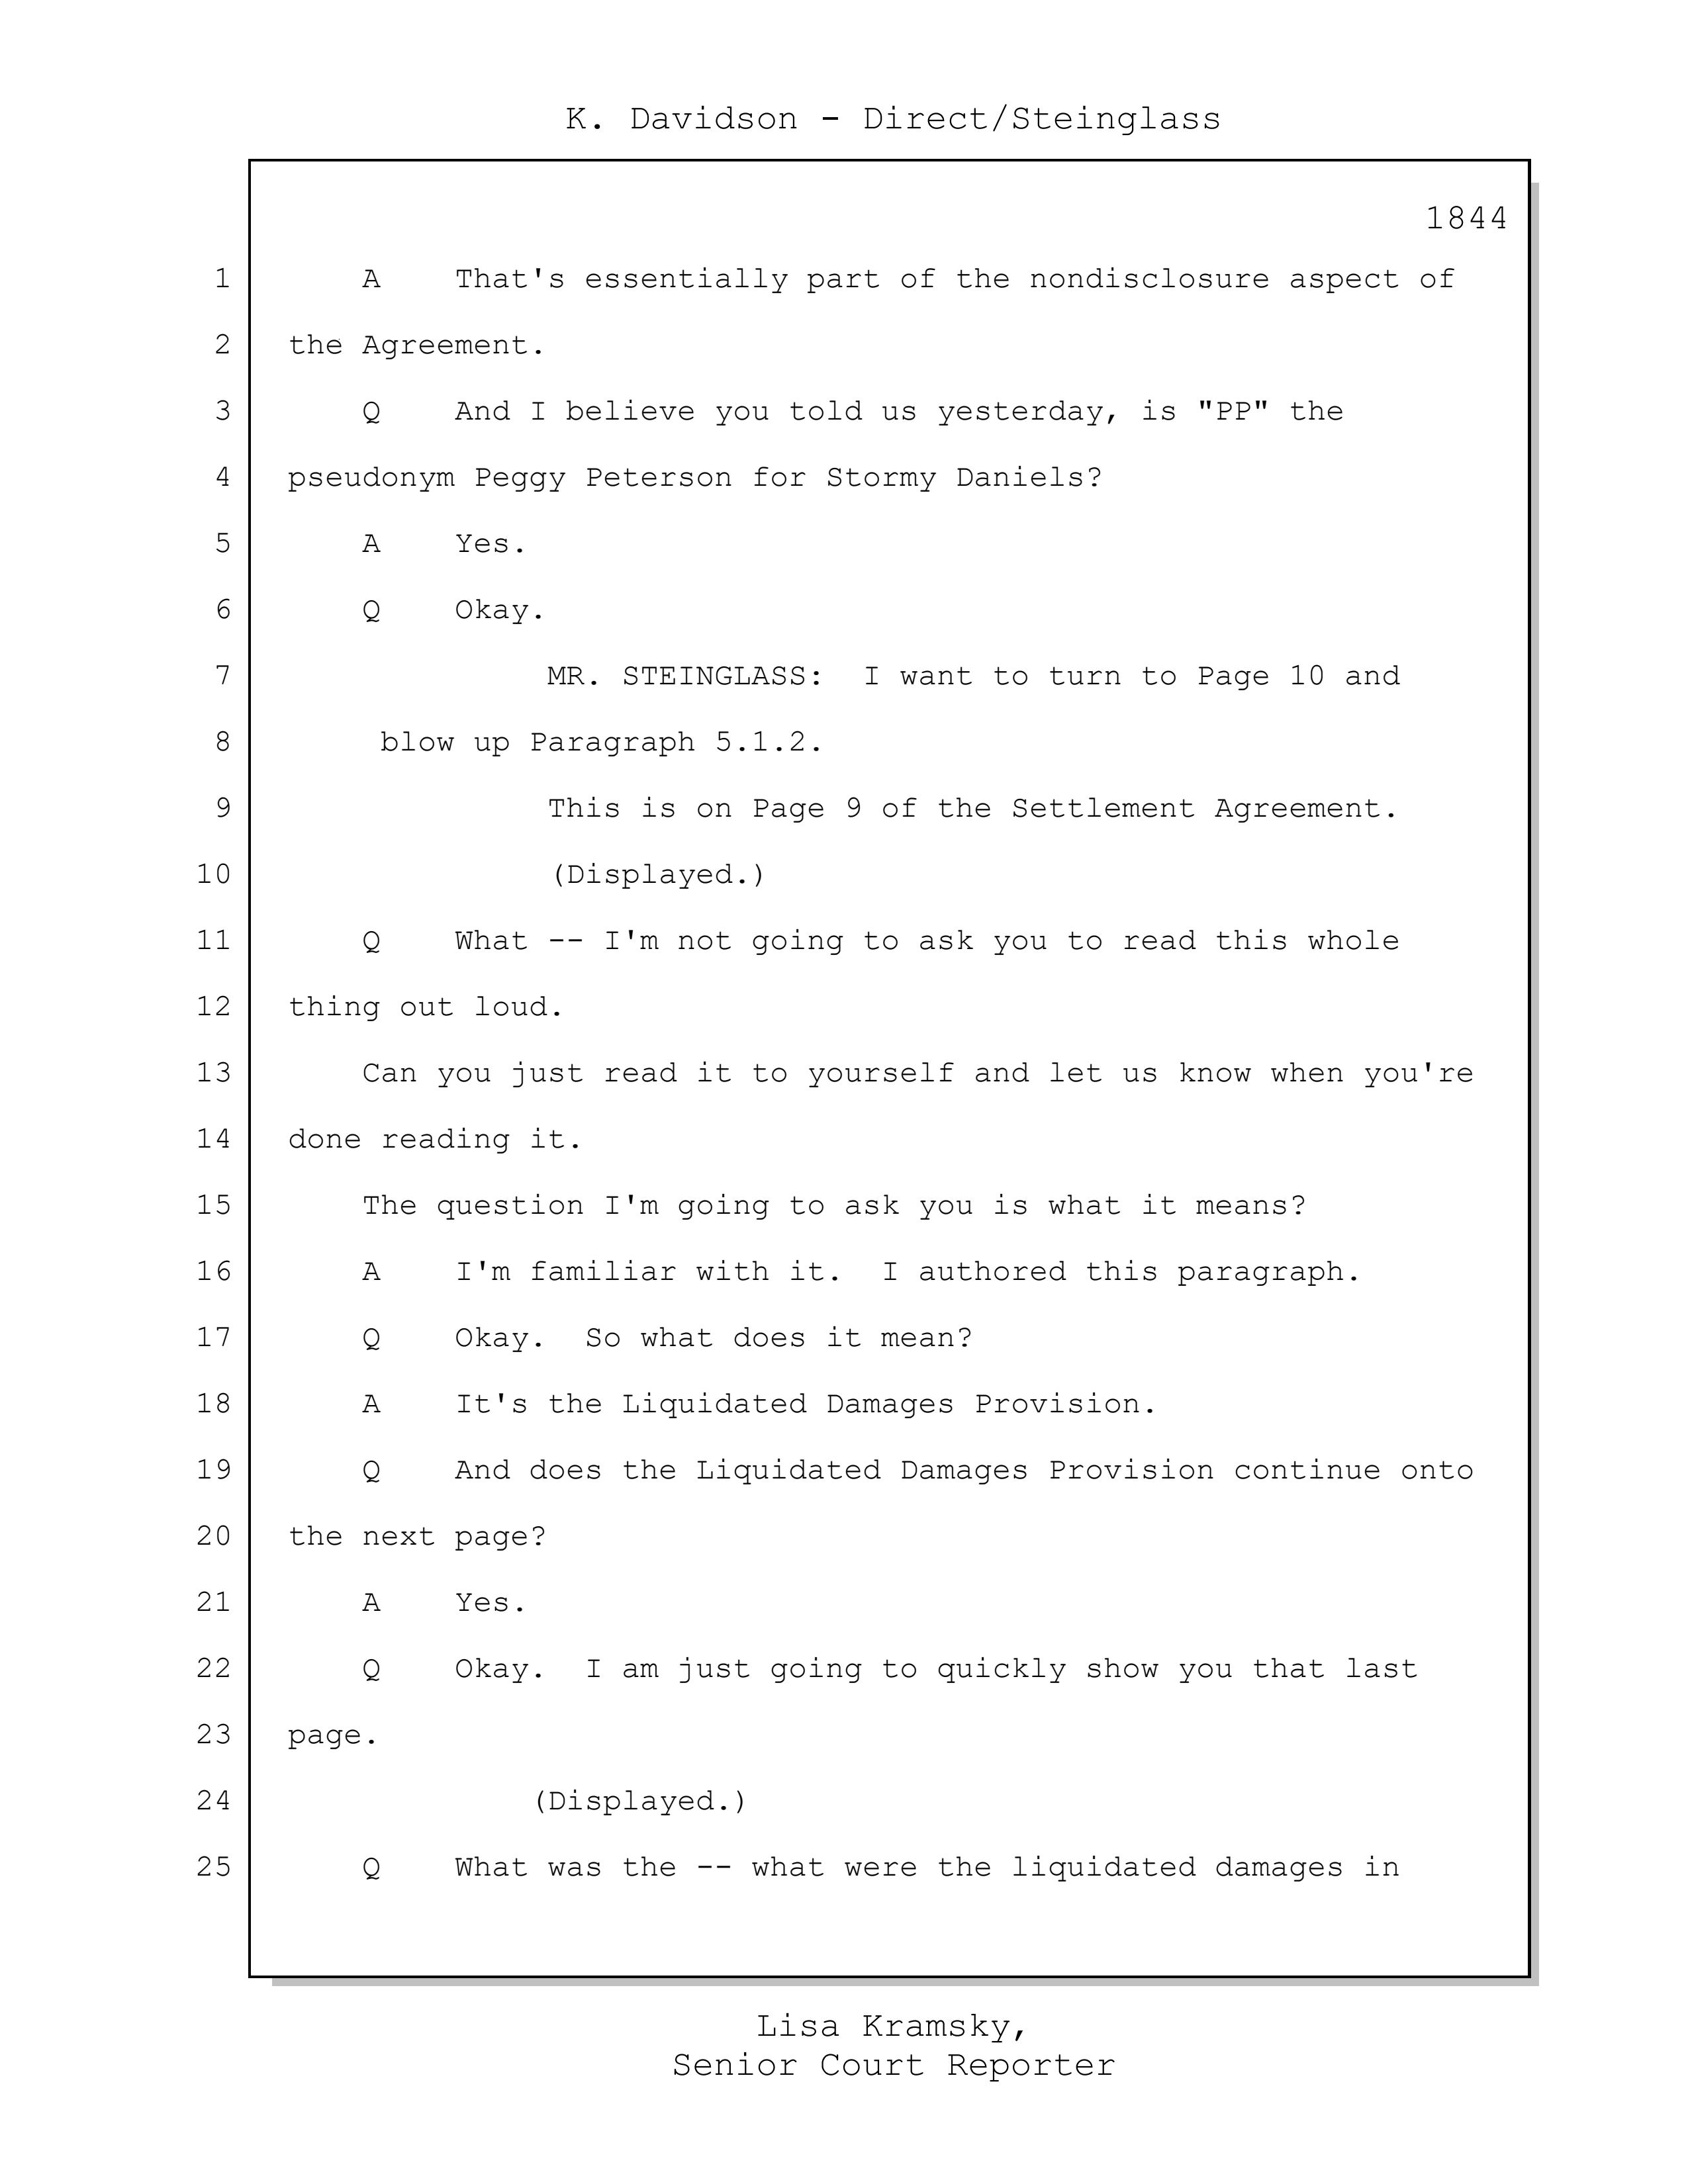 K. Davidson - Direct/Steinglass
1844
1 A That's essentially part of the nondisclosure aspect of
2 the Agreement.
3 Q And I believe you told us yesterday, is "PP" the
4 pseudonym Peggy Peterson for Stormy Daniels?
5 A Yes.
6 Q Okay.
7 MR. STEINGLASS: I want to turn to Page 10 and
8 blow up Paragraph 5.1.2.
9 This is on Page 9 of the Settlement Agreement.
10 (Displayed.)
11 Q What -- I'm not going to ask you to read this whole
12 thing out loud.
13 Can you just read it to yourself and let us know when you're
14 done reading it.
15 The question I'm going to ask you is what it means?
16 A I'm familiar with it. I authored this paragraph.
17 Q Okay. So what does it mean?
18 A It's the Liquidated Damages Provision.
19 Q And does the Liquidated Damages Provision continue onto
20 the next page?
21 A Yes.
22 Q Okay. I am just going to quickly show you that last
23 page.
24 (Displayed.)
25 Q What was the -- what were the liquidated damages in
Lisa Kramsky,
Senior Court Reporter